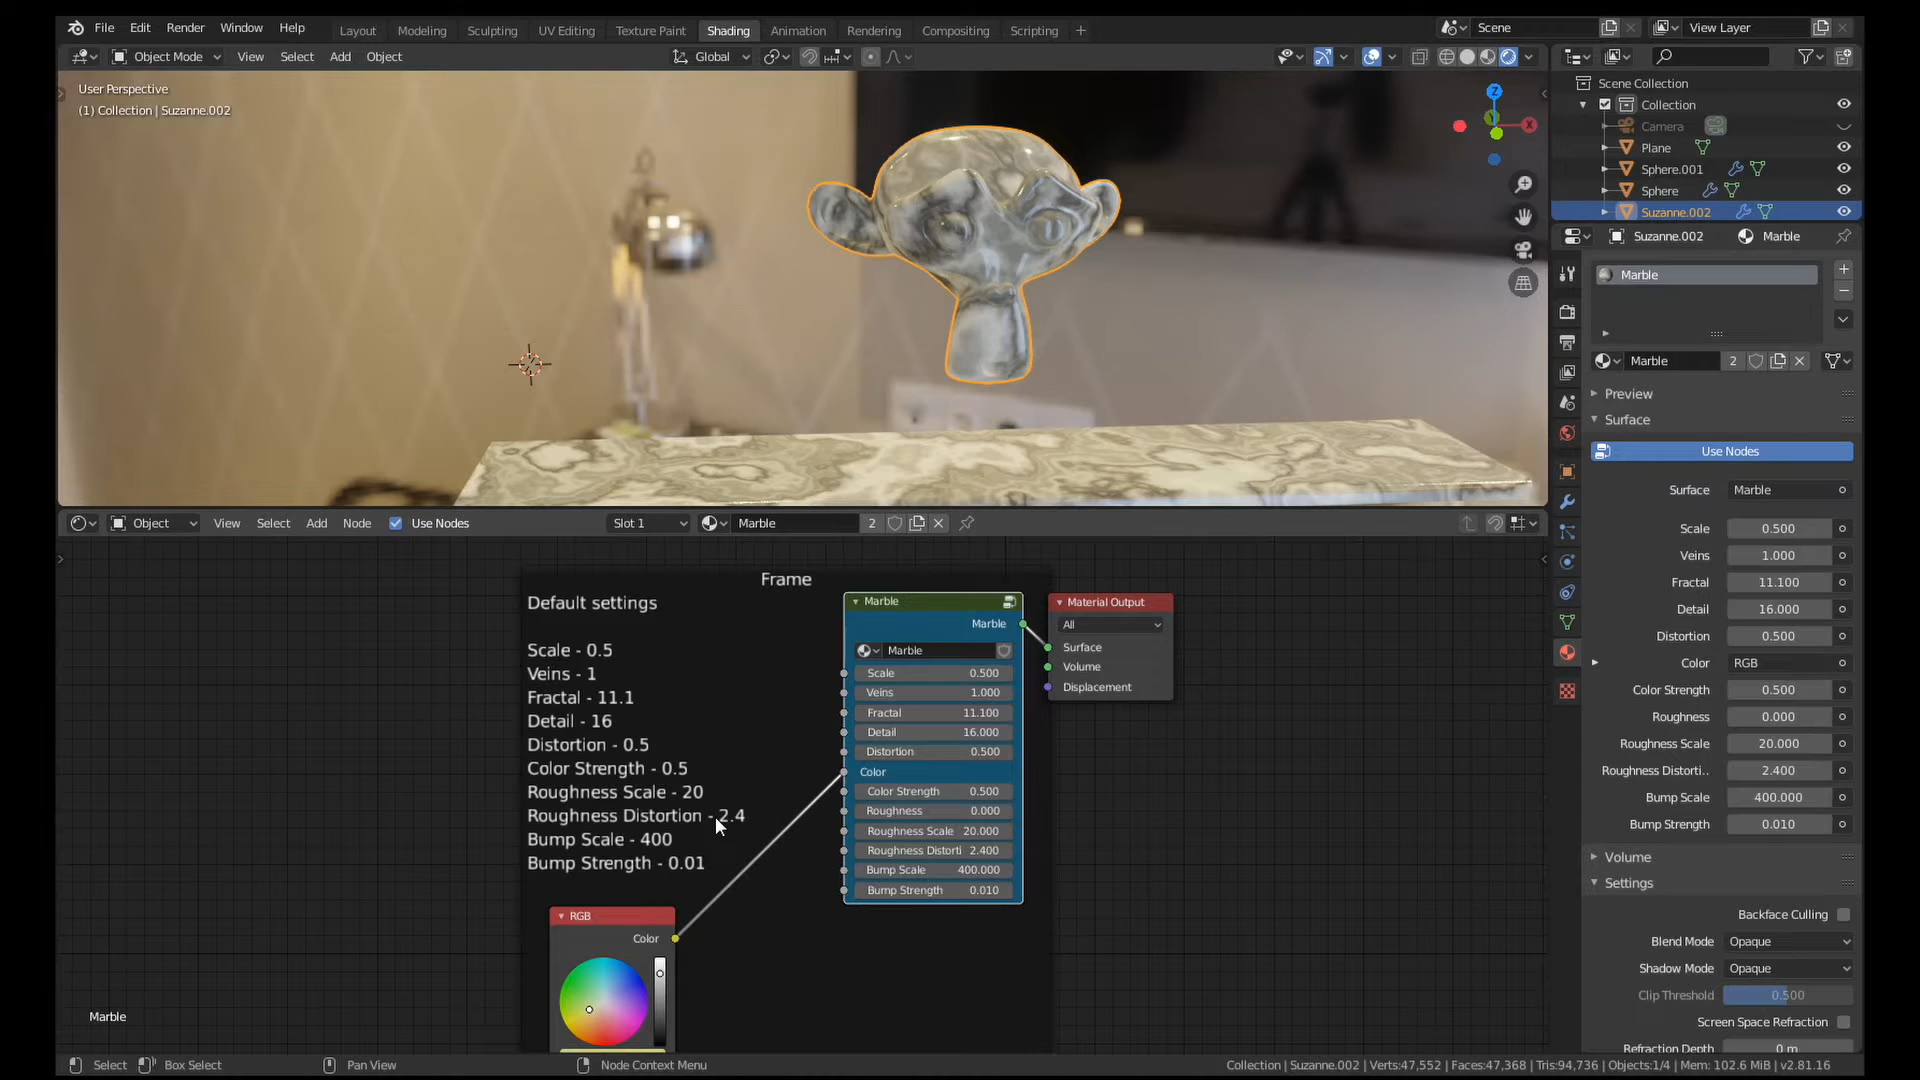 File Edit Render Window Help
Layout Modeling Sculpting UV Editing Texture Paint Shading Animation Rendering Compositing Scripting +
Scene
View Layer
Object Mode View Select Add Object
Global
User Perspective
(1) Collection | Suzanne.002
Z
X
Scene Collection
Collection
Camera
Plane
Sphere.001
Sphere
Suzanne.002
Suzanne.002 Marble
Marble
Marble 2
Preview
Surface
Use Nodes
Surface Marble
Scale 0.500
Veins 1.000
Fractal 11.100
Detail 16.000
Distortion 0.500
Color RGB
Color Strength 0.500
Roughness 0.000
Roughness Scale 20.000
Roughness Distorti.. 2.400
Bump Scale 400.000
Bump Strength 0.010
Volume
Settings
Backface Culling
Blend Mode Opaque
Shadow Mode Opaque
Clip Threshold 0.500
Screen Space Refraction
Refraction Depth 0 m
Object View Select Add Node Use Nodes Slot 1 Marble 2
Frame
Default settings
Scale - 0.5
Veins - 1
Fractal - 11.1
Detail - 16
Distortion - 0.5
Color Strength - 0.5
Roughness Scale - 20
Roughness Distortion - 2.4
Bump Scale - 400
Bump Strength - 0.01
Marble
Marble
Marble
Scale 0.500
Veins 1.000
Fractal 11.100
Detail 16.000
Distortion 0.500
Color
Color Strength 0.500
Roughness 0.000
Roughness Scale 20.000
Roughness Distorti 2.400
Bump Scale 400.000
Bump Strength 0.010
Material Output
All
Surface
Volume
Displacement
RGB
Color
Marble
Select Box Select Pan View Node Context Menu
Collection | Suzanne.002 | Verts:47,552 | Faces:47,368 | Tris:94,736 | Objects:1/4 | Mem: 102.6 MiB | v2.81.16